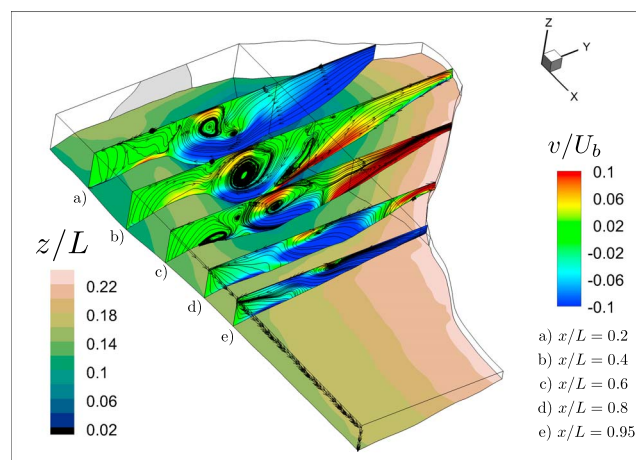 Z
Y
X
v/U_b
0.1
0.06
0.02
-0.02
-0.06
-0.1
z/L
0.22
0.18
0.14
0.1
0.06
0.02
a)
b)
c)
d)
e)
a) x/L = 0.2
b) x/L = 0.4
c) x/L = 0.6
d) x/L = 0.8
e) x/L = 0.95